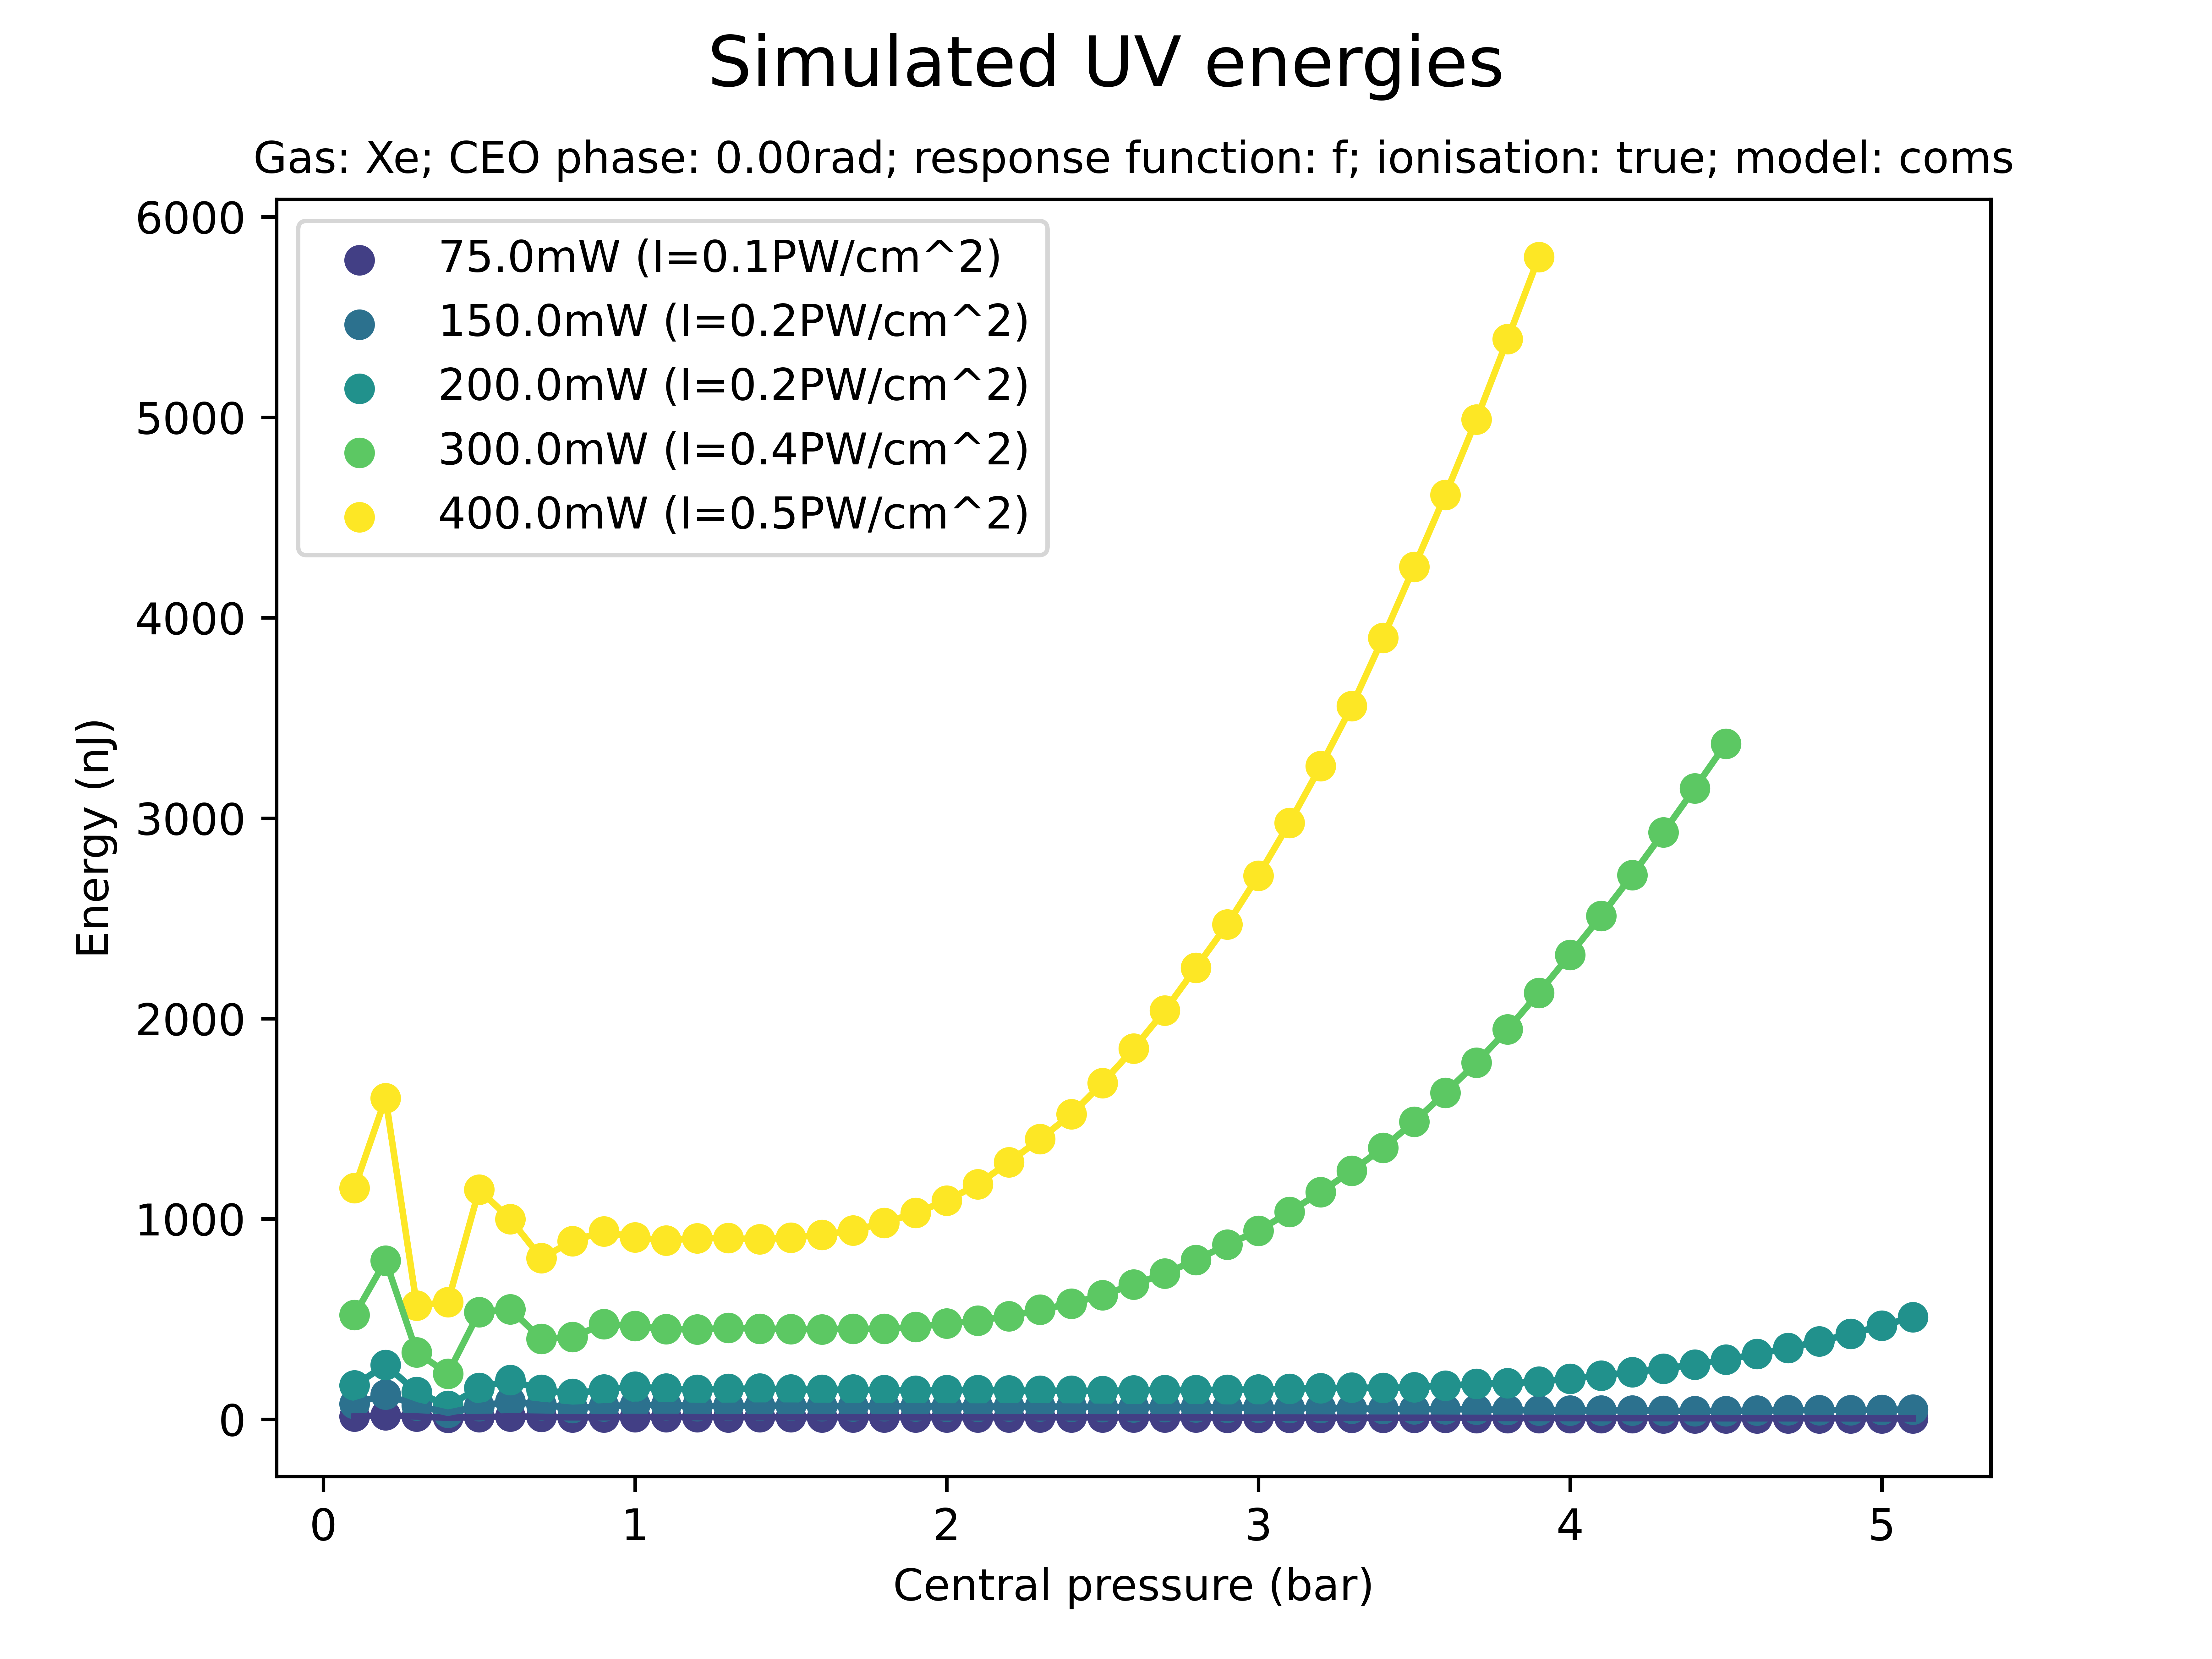 Simulated UV energies
Gas: Xe; CEO phase: 0.00rad; response function: f; ionisation: true; model: coms
6000
5000
4000
3000
2000
1000
0
Energy (nJ)
75.0mW (I=0.1PW/cm^2)
150.0mW (I=0.2PW/cm^2)
200.0mW (I=0.2PW/cm^2)
300.0mW (I=0.4PW/cm^2)
400.0mW (I=0.5PW/cm^2)
0 1 2 3 4 5
Central pressure (bar)